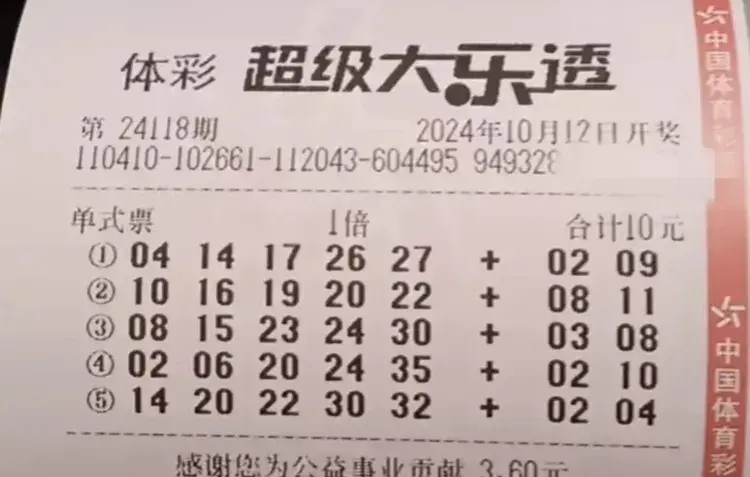 体彩 超级大乐透
第 24118期 2024年10月12日开奖
110410-102661-112043-604495 949328
单式票 1倍 合计10元
① 04 14 17 26 27 + 02 09
② 10 16 19 20 22 + 08 11
③ 08 15 23 24 30 + 03 08
④ 02 06 20 24 35 + 02 10
⑤ 14 20 22 30 32 + 02 04
感谢您为公益事业贡献 3.60元
中国体育彩
中国体育彩